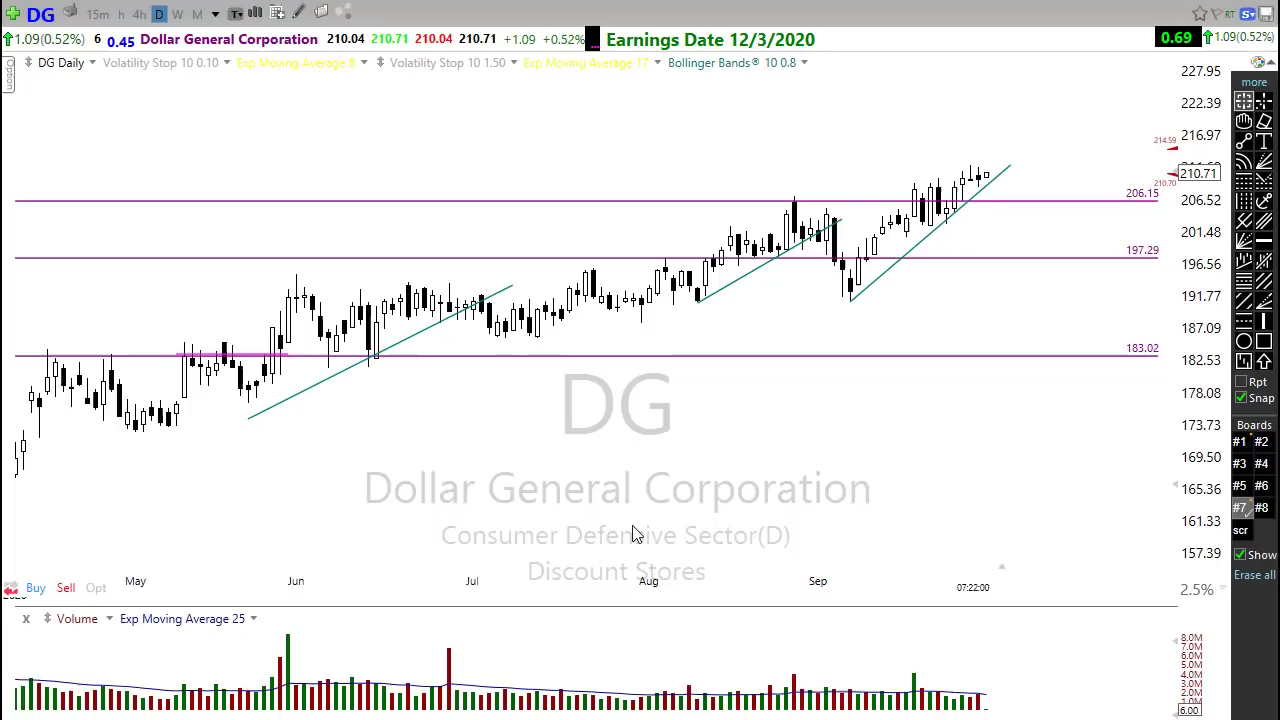 DG 15m h 4h D W M T RT S
1.09(0.52%) 6 0.45 Dollar General Corporation 210.04 210.71 210.04 210.71 +1.09 +0.52% Earnings Date 12/3/2020 0.69 1.09(0.52%)
Option
DG Daily Volatility Stop 10 0.10 Exp Moving Average 8 Volatility Stop 10 1.50 Exp Moving Average 17 Bollinger Bands® 10 0.8
227.95
222.39
216.97
214.59
210.71
210.70
206.15
206.52
201.48
197.29
196.56
191.77
187.09
183.02
182.53
178.08
173.73
169.50
165.36
161.33
157.39
2.5%
DG
Dollar General Corporation
Consumer Defensive Sector(D)
Discount Stores
May Jun Jul Aug Sep
07:22:00
Buy Sell Opt
x Volume Exp Moving Average 25
8.0M
7.0M
6.0M
5.0M
4.0M
3.0M
2.0M
1.0M
6.00
more
T
Rpt
Snap
Boards
#1 #2
#3 #4
#5 #6
#7 #8
scr
Show
Erase all